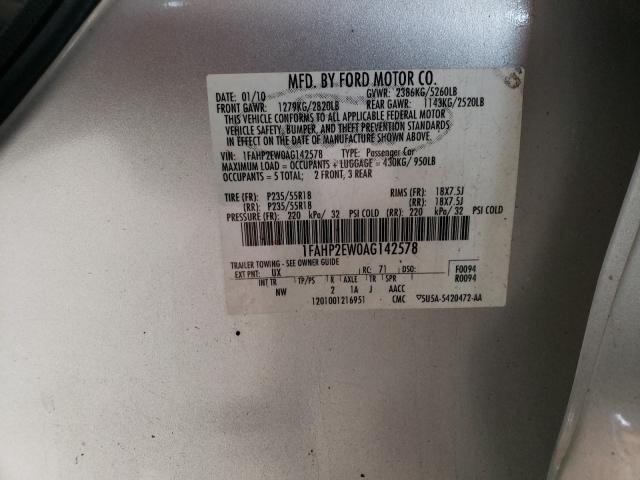 MFD. BY FORD MOTOR CO.
DATE: 01/10 GVWR: 2386KG/5260LB
FRONT GAWR: 1279KG/2820LB REAR GAWR: 1143KG/2520LB
THIS VEHICLE CONFORMS TO ALL APPLICABLE FEDERAL MOTOR
VEHICLE SAFETY, BUMPER, AND THEFT PREVENTION STANDARDS
IN EFFECT ON THE DATE OF MANUFACTURE SHOWN ABOVE.
VIN: 1FAHP2EW0AG142578 TYPE: Passenger Car
MAXIMUM LOAD = OCCUPANTS + LUGGAGE = 430KG/ 950LB
OCCUPANTS = 5 TOTAL; 2 FRONT, 3 REAR
TIRE (FR): P235/55R18 RIMS (FR): 18X7.5J
(RR): P235/55R18 (RR): 18X7.5J
PRESSURE (FR): 220 kPa/ 32 PSI COLD (RR): 220 kPa/ 32 PSI COLD
1FAHP2EW0AG142578
TRAILER TOWING - SEE OWNER GUIDE
EXT PNT: UX RC: 71 DSO: F0094
R0094
INT TR TP/PS R AXLE TR SPR
NW 2 1A J AACC
1201001216951 CMC 5U5A-5420472-AA